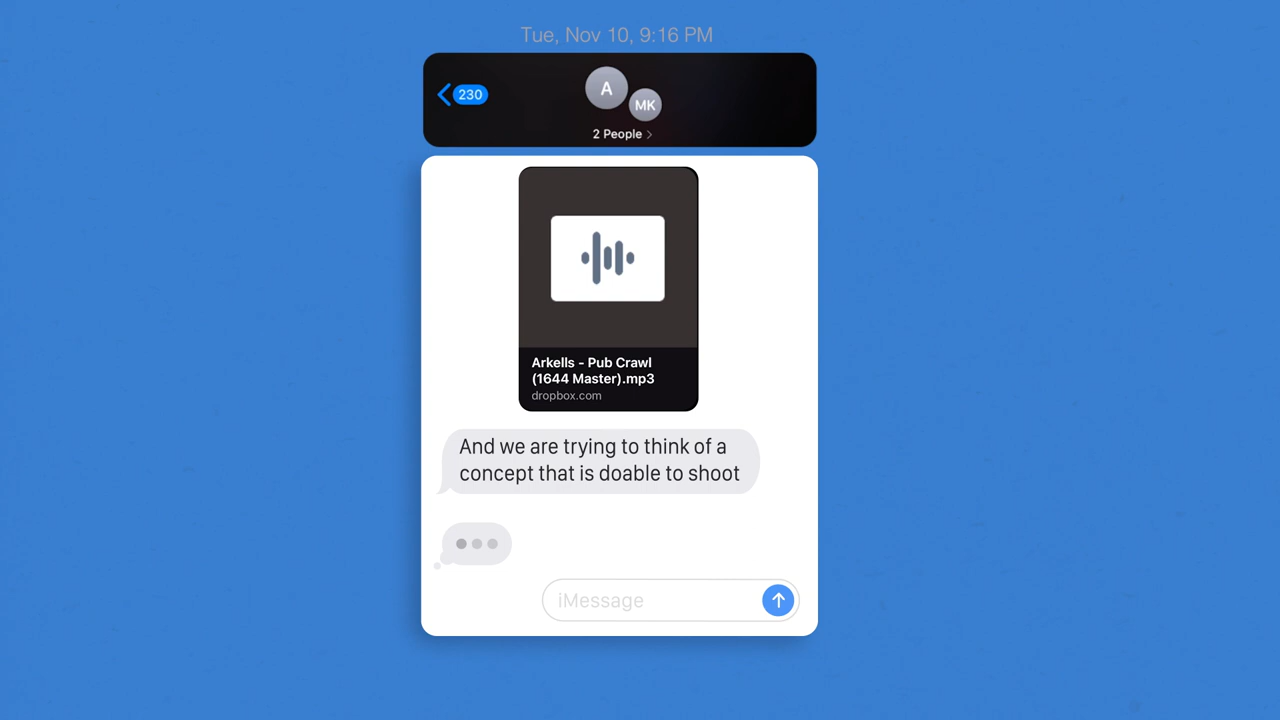 Tue, Nov 10, 9:16 PM
230
A
MK
2 People
Arkells - Pub Crawl
(1644 Master).mp3
dropbox.com
And we are trying to think of a
concept that is doable to shoot
iMessage